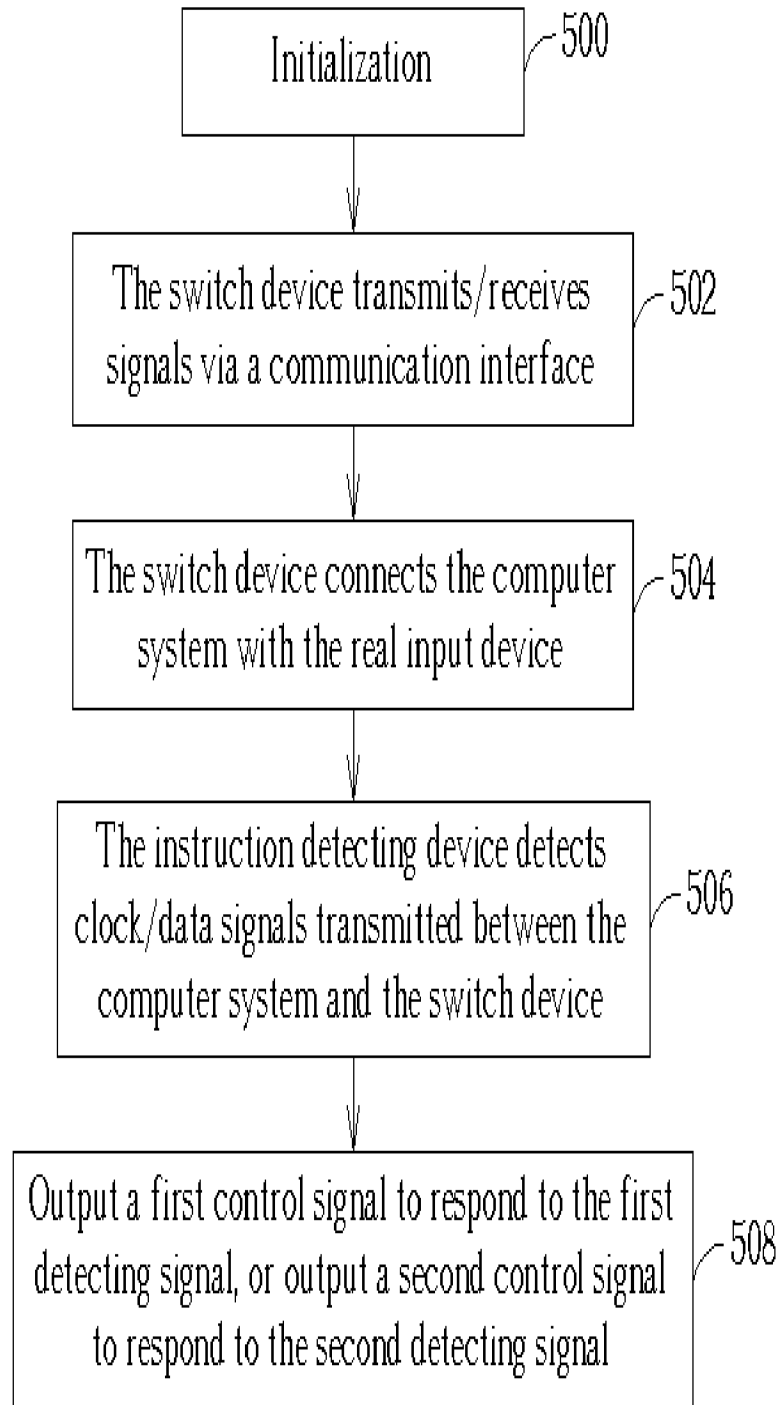 Initialization
500
The switch device transmits/receives
signals via a communication interface
502
The switch device connects the computer
system with the real input device
504
The instruction detecting device detects
clock/data signals transmitted between the
computer system and the switch device
506
Output a first control signal to respond to the first
detecting signal, or output a second control signal
to respond to the second detecting signal
508